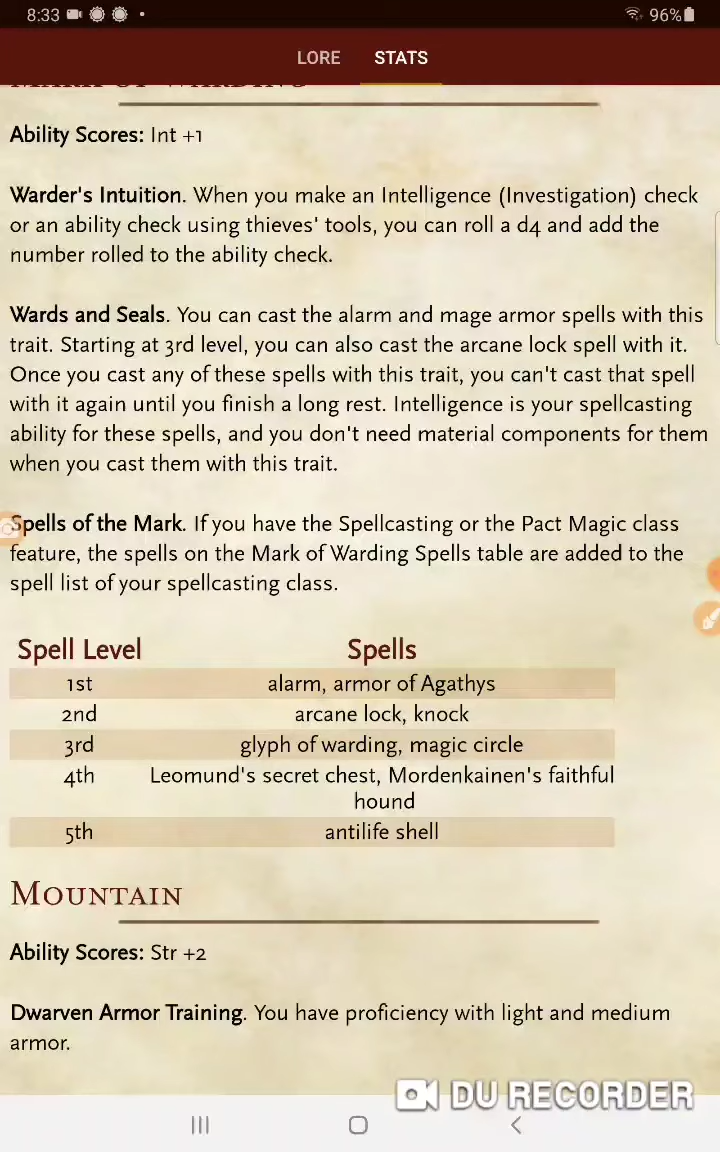 8:33
96%
LORE STATS
Ability Scores: Int +1
Warder's Intuition. When you make an Intelligence (Investigation) check
or an ability check using thieves' tools, you can roll a d4 and add the
number rolled to the ability check.
Wards and Seals. You can cast the alarm and mage armor spells with this
trait. Starting at 3rd level, you can also cast the arcane lock spell with it.
Once you cast any of these spells with this trait, you can't cast that spell
with it again until you finish a long rest. Intelligence is your spellcasting
ability for these spells, and you don't need material components for them
when you cast them with this trait.
Spells of the Mark. If you have the Spellcasting or the Pact Magic class
feature, the spells on the Mark of Warding Spells table are added to the
spell list of your spellcasting class.
Spell Level Spells
1st alarm, armor of Agathys
2nd arcane lock, knock
3rd glyph of warding, magic circle
4th Leomund's secret chest, Mordenkainen's faithful
hound
5th antilife shell
MOUNTAIN
Ability Scores: Str +2
Dwarven Armor Training. You have proficiency with light and medium
armor.
DU RECORDER